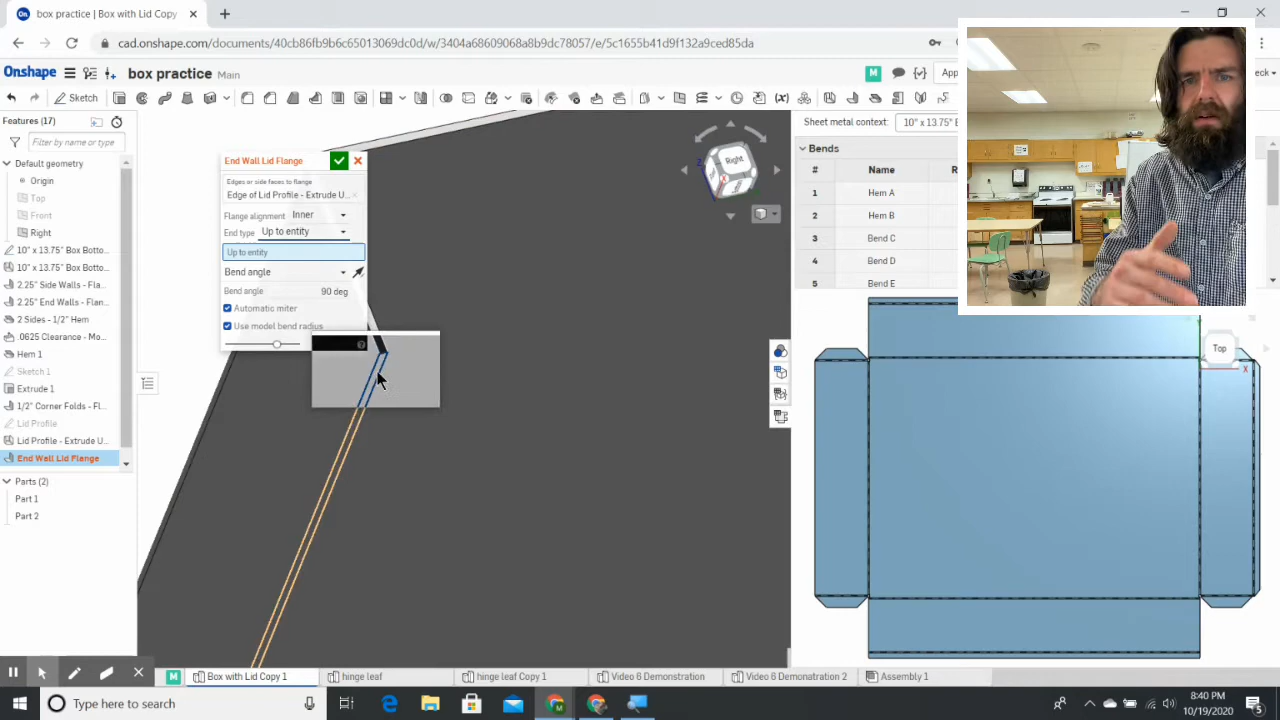 box practice | Box with Lid Copy
cad.onshape.com/documents/40cb86fb9b6c65013069dc0d/w/3404a68609068a8b9dc78057/e/5c1655b41d9f132a9ced85da
Onshape
box practice Main
M
App
Sketch
Features (17)
Filter by name or type
Default geometry
Origin
Top
Front
Right
10" x 13.75" Box Botto...
10" x 13.75" Box Botto...
2.25" Side Walls - Flan...
2.25" End Walls - Flan...
2 Sides - 1/2" Hem
.0625 Clearance - Mo...
Hem 1
Sketch 1
Extrude 1
1/2" Corner Folds - Fl...
Lid Profile
Lid Profile - Extrude U...
End Wall Lid Flange
Parts (2)
Part 1
Part 2
End Wall Lid Flange
Edges or side faces to flange
Edge of Lid Profile - Extrude U...
Flange alignment Inner
End type Up to entity
Up to entity
Bend angle
Bend angle 90 deg
Automatic miter
Use model bend radius
Right
Z
X
Sheet metal context: 10" x 13.75" B
Bends
# Name R
1 Hem A
2 Hem B
3 Bend C
4 Bend D
5 Bend E
Top
X
M
Box with Lid Copy 1
hinge leaf
hinge leaf Copy 1
Video 6 Demonstration
Video 6 Demonatration 2
Assembly 1
Type here to search
8:40 PM
10/19/2020
5